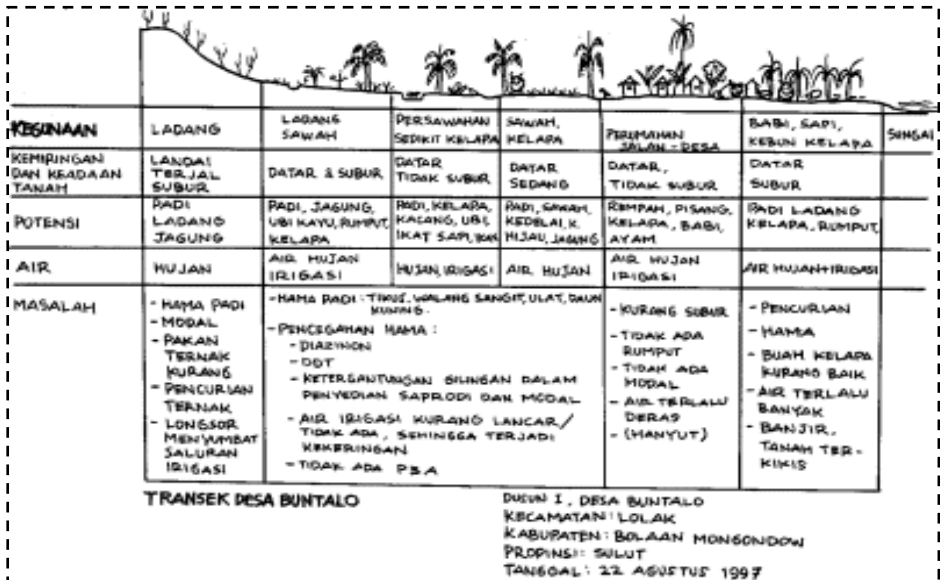 KEGUNAAN
LADANG
LADANG
SAWAH
PERSAWAHAN
SEDIKIT KELAPA
SAWAH,
KELAPA
PERUMAHAN
JALAN - DESA
BABI, SAPI,
KEBUN KELAPA
SUNGAI
KEMIRINGAN
DAN KEADAAN
TANAH
LANDAI
TERJAL
SUBUR
DATAR & SUBUR
DATAR
TIDAK SUBUR
DATAR
SEDANG
DATAR,
TIDAK SUBUR
DATAR
SUBUR
POTENSI
PADI
LADANG
JAGUNG
PADI, JAGUNG,
UBI KAYU, RUMPUT,
KELAPA
PADI, KELAPA,
KACANG, UBI,
IKAT SAPI, IKAN
PADI, SAWAH,
KEDELAI, K.
HIJAU, JAGUNG
REMPAH, PISANG,
KELAPA, BABI,
AYAM
PADI LADANG
KELAPA, RUMPUT,
AIR
HUJAN
AIR HUJAN
IRIGASI
HUJAN, IRIGASI
AIR HUJAN
AIR HUJAN
IRIGASI
AIR HUJAN+IRIGASI
MASALAH
- HAMA PADI
- MODAL
- PAKAN
TERNAK
KURANG
- PENCURIAN
TERNAK
- LONGSOR
MENYUMBAT
SALURAN
IRIGASI
- HAMA PADI: TIKUS, WALANG SANGIT, ULAT, DAUN
KUNING.
- PENCEGAHAN HAMA :
- DIAZINON
- DDT
- KETERGANTUNGAN GILINGAN DALAM
PENYEDIAN SAPRODI DAN MODAL
- AIR IRIGASI KURANG LANCAR/
TIDAK ADA, SEHINGGA TERJADI
KEKERINGAN
- TIDAK ADA P3A
- KURANG SUBUR
- TIDAK ADA
RUMPUT
- TIDAK ADA
MODAL
- AIR TERLALU
DERAS
- (HANYUT)
- PENCURIAN
- HAMA
- BUAH KELAPA
KURANG BAIK
- AIR TERLALU
BANYAK
- BANJIR,
TANAH TER-
KIKIS
TRANSEK DESA BUNTALO
DUSUN I, DESA BUNTALO
KECAMATAN: LOLAK
KABUPATEN: BOLAAN MONGONDOW
PROPINSI: SULUT
TANGGAL: 22 AGUSTUS 1997